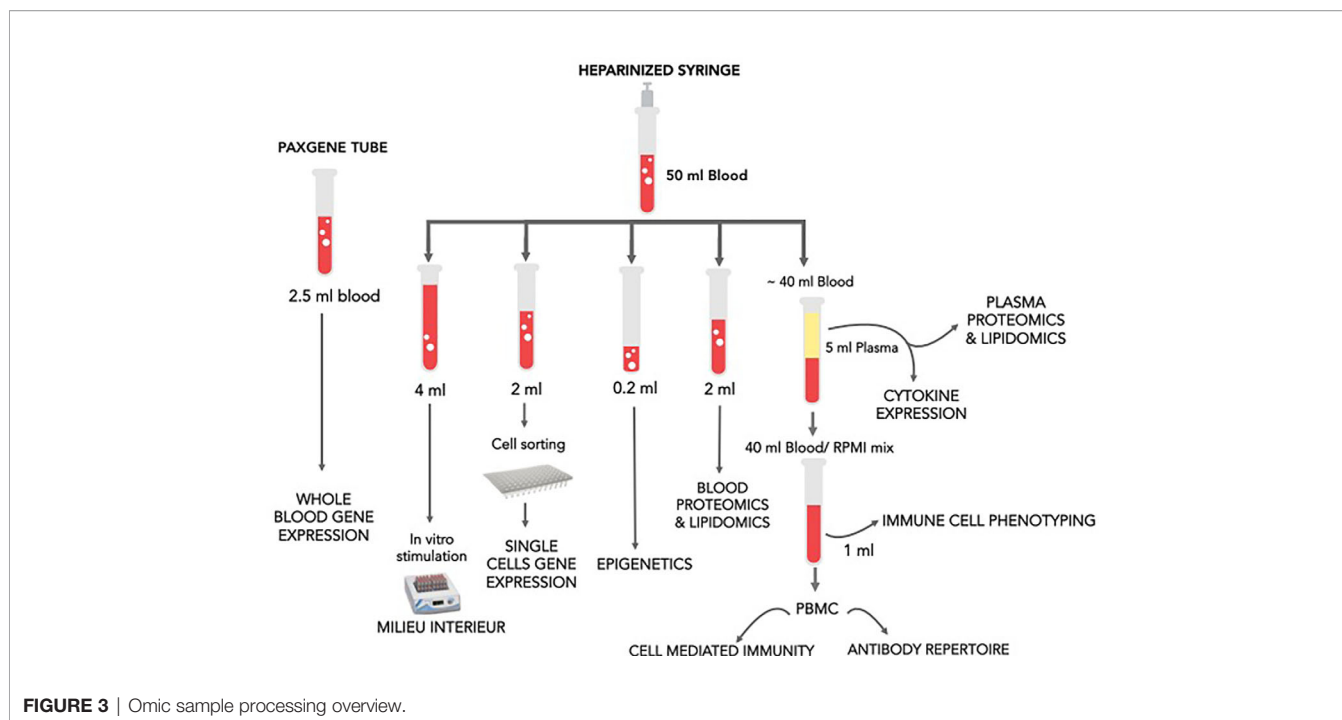 HEPARINIZED SYRINGE
50 ml Blood
PAXGENE TUBE
2.5 ml blood
WHOLE
BLOOD GENE
EXPRESSION
4 ml
In vitro
stimulation
MILIEU INTERIEUR
2 ml
Cell sorting
SINGLE
CELLS GENE
EXPRESSION
0.2 ml
EPIGENETICS
2 ml
BLOOD
PROTEOMICS
& LIPIDOMICS
~ 40 ml Blood
5 ml Plasma
PLASMA
PROTEOMICS
& LIPIDOMICS
CYTOKINE
EXPRESSION
40 ml Blood/ RPMI mix
1 ml
IMMUNE CELL PHENOTYPING
PBMC
CELL MEDIATED IMMUNITY
ANTIBODY REPERTOIRE
FIGURE 3 | Omic sample processing overview.